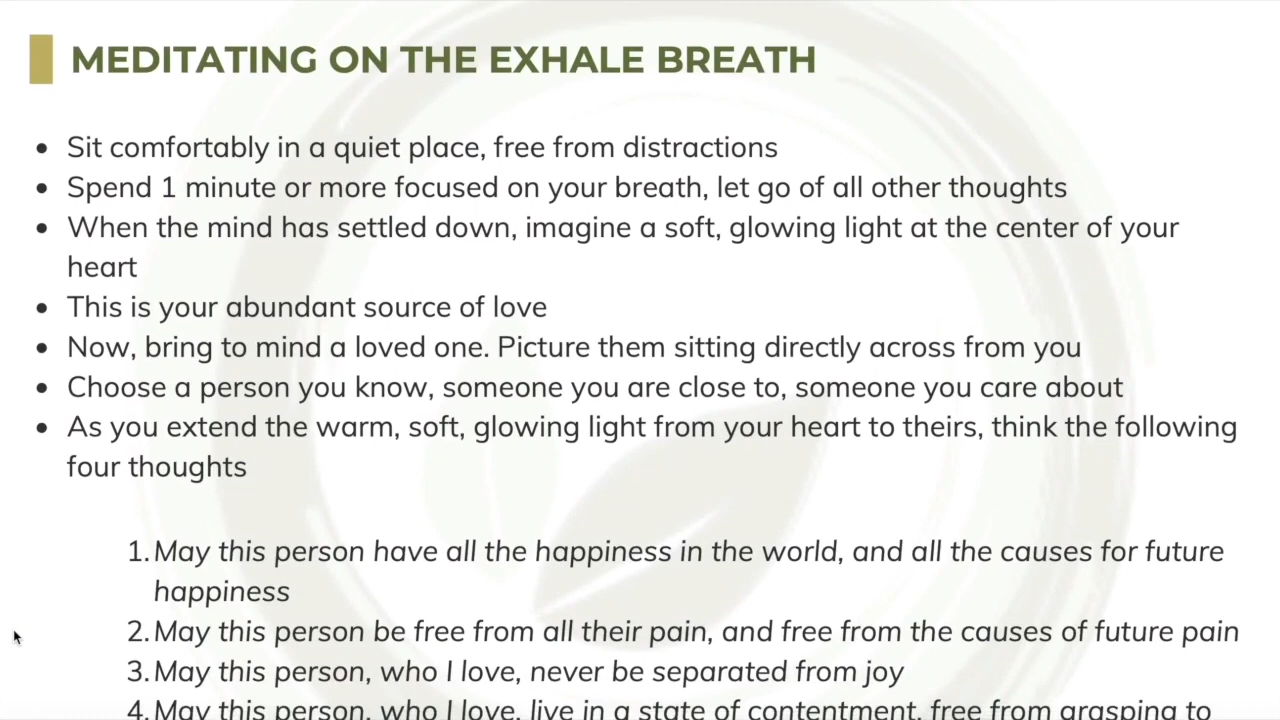 MEDITATING ON THE EXHALE BREATH
• Sit comfortably in a quiet place, free from distractions
• Spend 1 minute or more focused on your breath, let go of all other thoughts
• When the mind has settled down, imagine a soft, glowing light at the center of your
heart
• This is your abundant source of love
• Now, bring to mind a loved one. Picture them sitting directly across from you
• Choose a person you know, someone you are close to, someone you care about
• As you extend the warm, soft, glowing light from your heart to theirs, think the following
four thoughts
1. May this person have all the happiness in the world, and all the causes for future
happiness
2. May this person be free from all their pain, and free from the causes of future pain
3. May this person, who I love, never be separated from joy
4. May this person, who I love, live in a state of contentment, free from grasping to